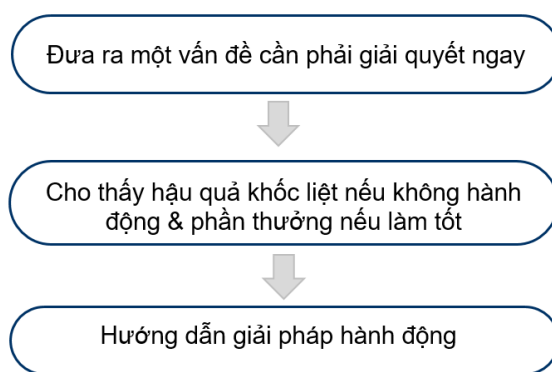 Đưa ra một vấn đề cần phải giải quyết ngay
Cho thấy hậu quả khốc liệt nếu không hành
động & phần thưởng nếu làm tốt
Hướng dẫn giải pháp hành động